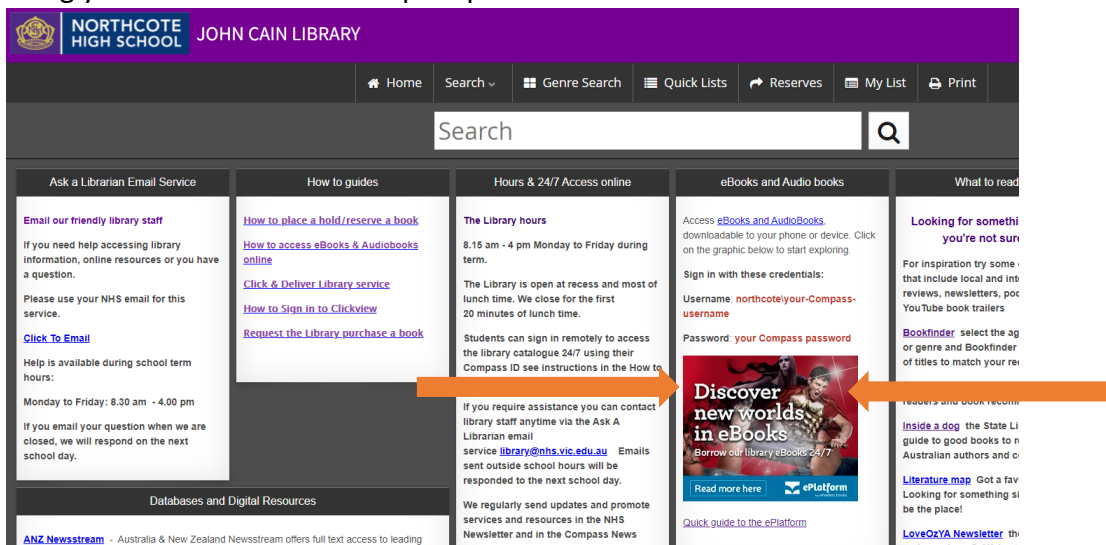 NORTHCOTE
HIGH SCHOOL
JOHN CAIN LIBRARY
Home Search Genre Search Quick Lists Reserves My List Print
Search
Ask a Librarian Email Service
Email our friendly library staff
If you need help accessing library
information, online resources or you have
a question.
Please use your NHS email for this
service.
Click To Email
Help is available during school term
hours:
Monday to Friday: 8.30 am - 4.00 pm
If you email your question when we are
closed, we will respond on the next
school day.
How to guides
How to place a hold/reserve a book
How to access eBooks & Audiobooks
online
Click & Deliver Library service
How to Sign in to Clickview
Request the Library purchase a book
Hours & 24/7 Access online
The Library hours
8.15 am - 4 pm Monday to Friday during
term.
The Library is open at recess and most of
lunch time. We close for the first
20 minutes of lunch time.
Students can sign in remotely to access
the library catalogue 24/7 using their
Compass ID see instructions in the How to
If you require assistance you can contact
library staff anytime via the Ask A
Librarian email
service library@nhs.vic.edu.au Emails
sent outside school hours will be
responded to the next school day.
We regularly send updates and promote
services and resources in the NHS
Newsletter and in the Compass News
eBooks and Audio books
Access eBooks and AudioBooks,
downloadable to your phone or device. Click
on the graphic below to start exploring.
Sign in with these credentials:
Username: northcote\your-Compass-
username
Password: your Compass password
Discover
new worlds
in eBooks
Borrow our library eBooks 24/7
Read more here ePlatform
Quick guide to the ePlatform
What to read
Looking for somethi
you're not sur
For inspiration try some
that include local and int
reviews, newsletters, po
YouTube book trailers
Bookfinder select the ag
or genre and Bookfinder
of titles to match your re
readers and book recom
Inside a dog the State Li
guide to good books to r
Australian authors and c
Literature map Got a fav
Looking for something si
be the place!
LoveOzYA Newsletter th
Databases and Digital Resources
ANZ Newsstream - Australia & New Zealand Newsstream offers full text access to leading